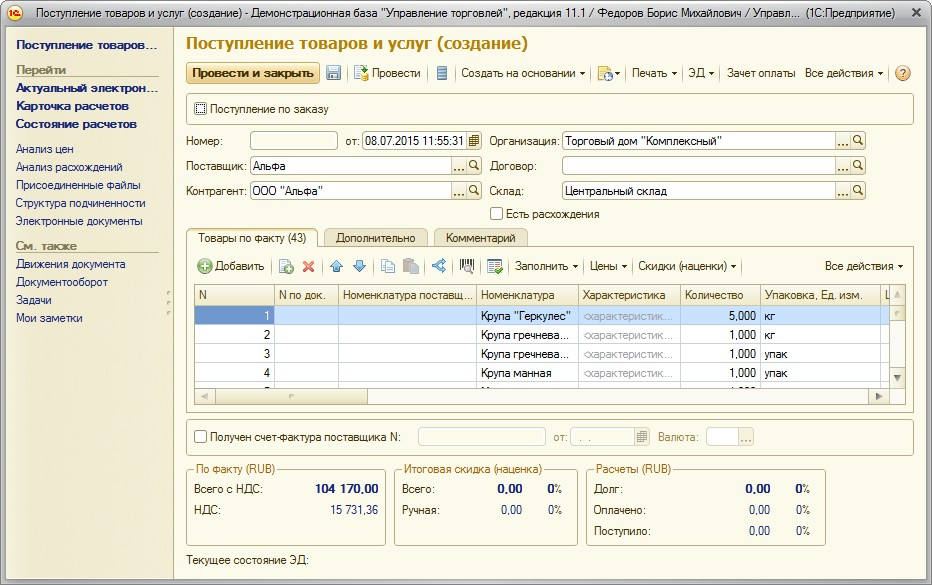 Поступление товаров и услуг (создание) - Демонстрационная база "Управление торговлей", редакция 11.1 / Федоров Борис Михайлович / Управл... (1С:Предприятие)
Поступление товаров...
Перейти
Актуальный электрон...
Карточка расчетов
Состояние расчетов
Анализ цен
Анализ расхождений
Присоединенные файлы
Структура подчиненности
Электронные документы
См. также
Движения документа
Документооборот
Задачи
Мои заметки
Поступление товаров и услуг (создание)
Провести и закрыть Провести Создать на основании Печать ЭД Зачет оплаты Все действия
Поступление по заказу
Номер: от: 08.07.2015 11:55:31 Организация: Торговый дом "Комплексный"
Поставщик: Альфа Договор:
Контрагент: ООО "Альфа" Склад: Центральный склад
Есть расхождения
Товары по факту (43) Дополнительно Комментарий
Добавить Заполнить Цены Скидки (наценки) Все действия
N N по док. Номенклатура поставщ... Номенклатура Характеристика Количество Упаковка, Ед. изм.
1 Крупа "Геркулес" <характеристик... 5,000 кг
2 Крупа гречнева... <характеристик... 1,000 кг
3 Крупа гречнева... <характеристик... 1,000 упак
4 Крупа манная <характеристик... 1,000 упак
Получен счет-фактура поставщика N: от: . . Валюта:
По факту (RUB) Итоговая скидка (наценка) Расчеты (RUB)
Всего с НДС: 104 170,00 Всего: 0,00 0% Долг: 0,00 0%
НДС: 15 731,36 Ручная: 0,00 0% Оплачено: 0,00 0%
Поступило: 0,00 0%
Текущее состояние ЭД: